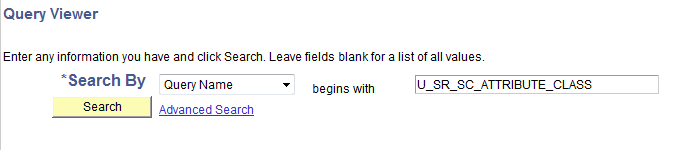 Query Viewer
Enter any information you have and click Search. Leave fields blank for a list of all values.
*Search By Query Name begins with U_SR_SC_ATTRIBUTE_CLASS
Search Advanced Search